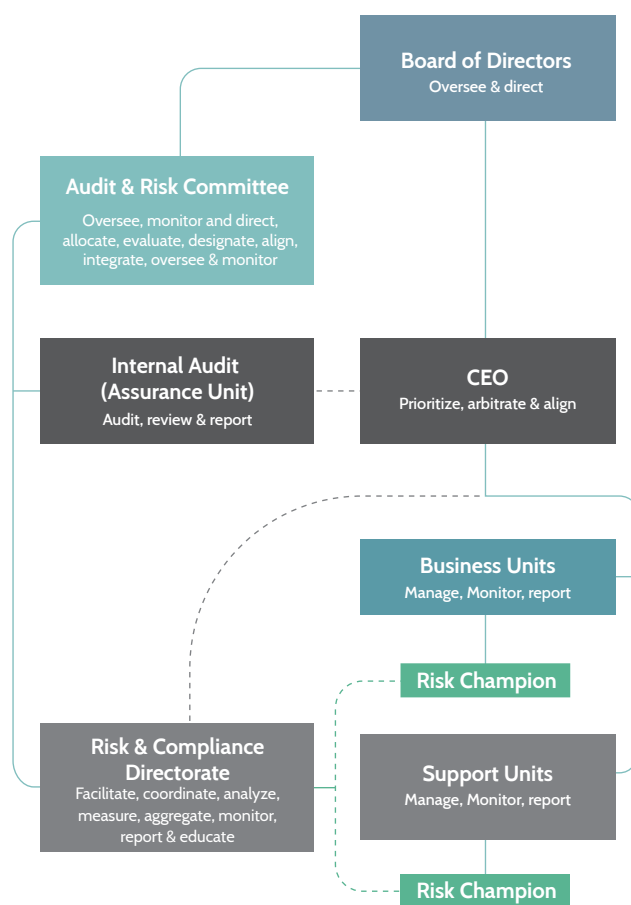 Board of Directors
Oversee & direct
Audit & Risk Committee
Oversee, monitor and direct,
allocate, evaluate, designate, align,
integrate, oversee & monitor
Internal Audit
(Assurance Unit)
Audit, review & report
CEO
Prioritize, arbitrate & align
Business Units
Manage, Monitor, report
Risk Champion
Risk & Compliance
Directorate
Facilitate, coordinate, analyze,
measure, aggregate, monitor,
report & educate
Support Units
Manage, Monitor, report
Risk Champion